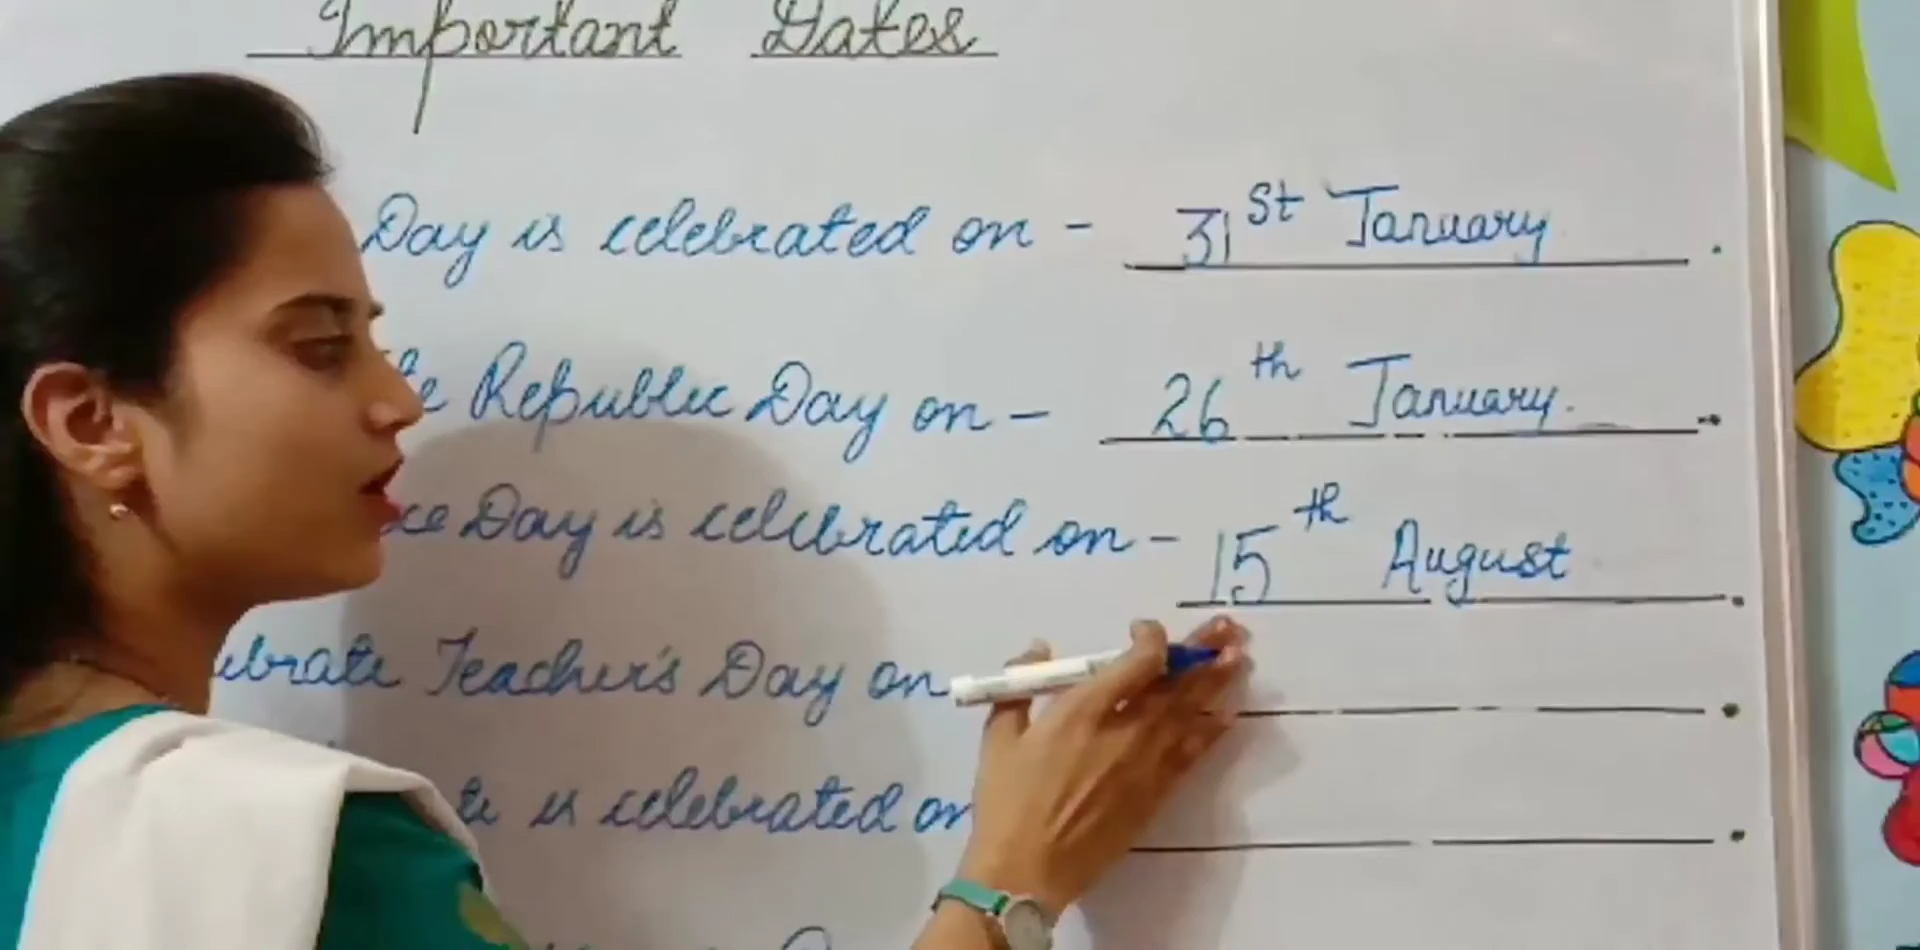 Important Dates
Day is celebrated on - 31st January.
Republic Day on - 26th January.
Day is celebrated on - 15th August.
Teacher's Day on
is celebrated on